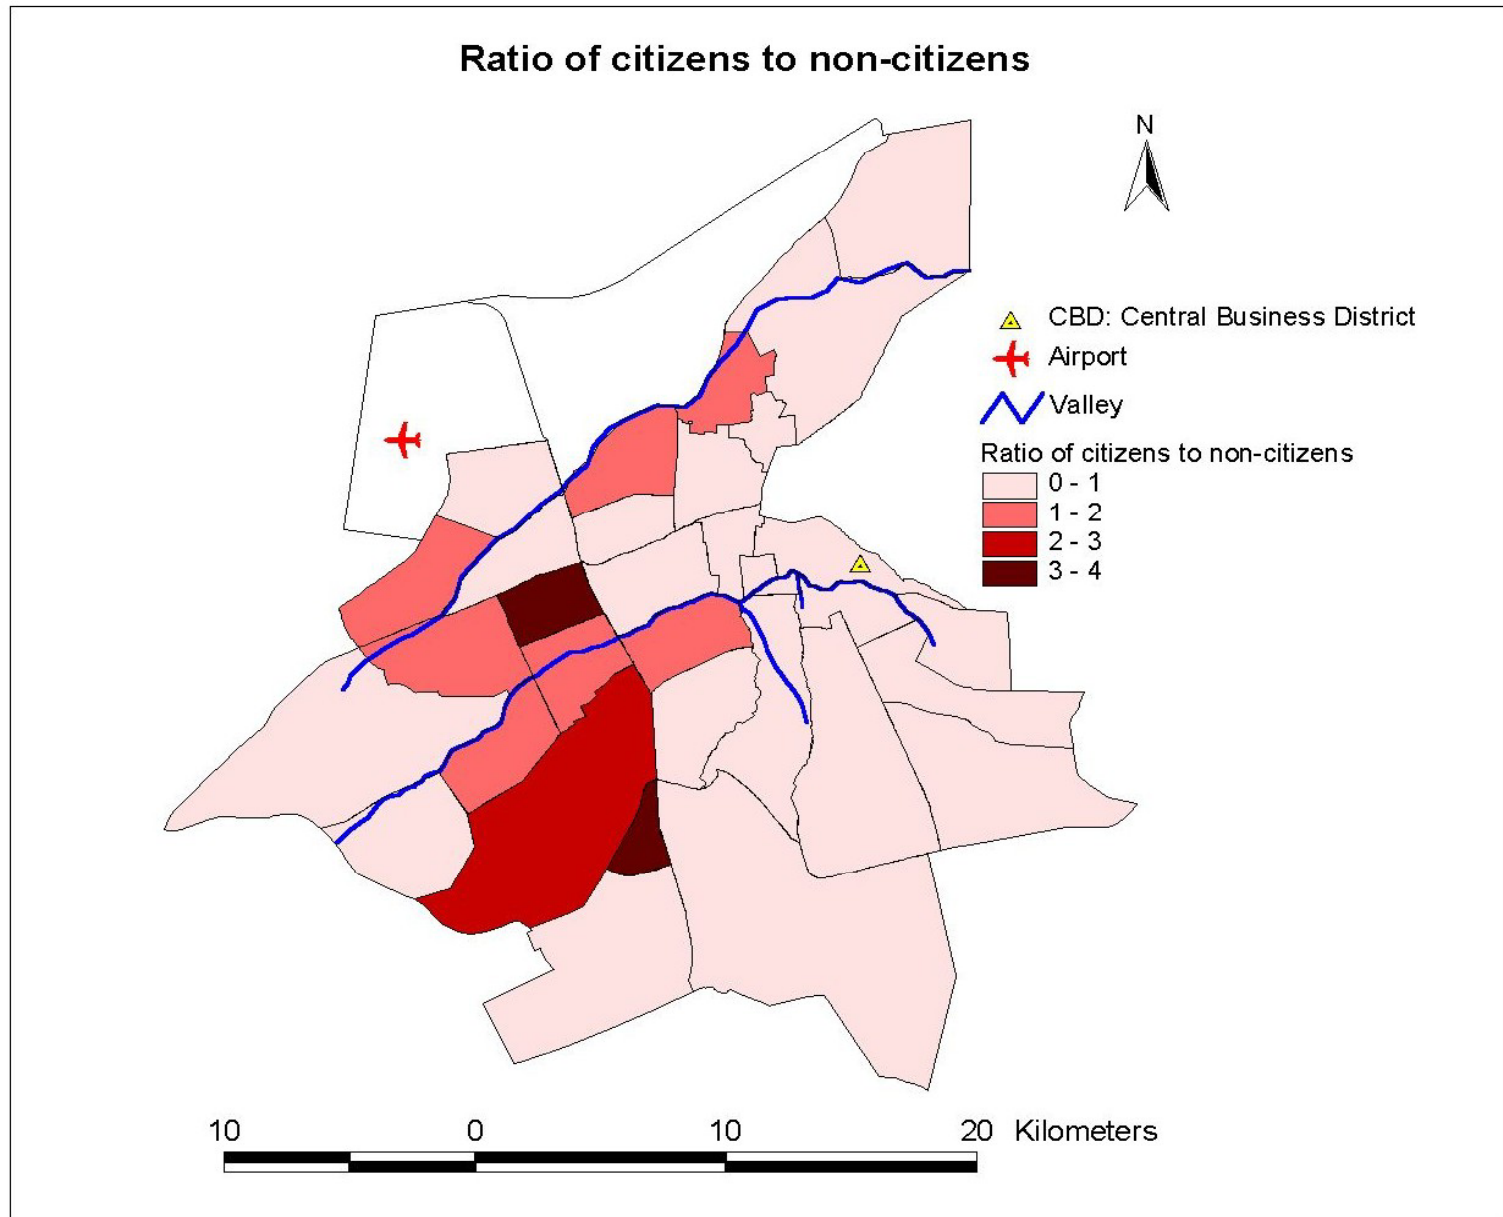 Ratio of citizens to non-citizens
N
CBD: Central Business District
Airport
Valley
Ratio of citizens to non-citizens
0 - 1
1 - 2
2 - 3
3 - 4
10 0 10 20 Kilometers